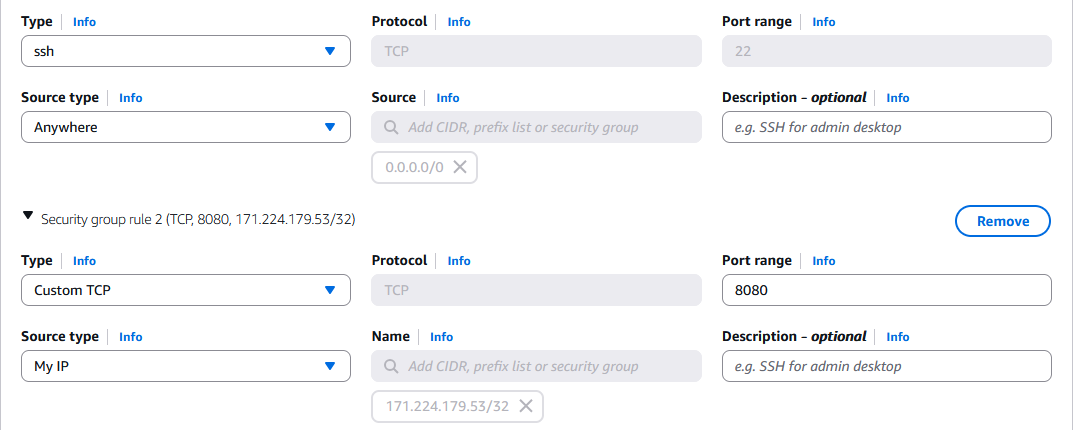 Type Info Protocol Info Port range Info
ssh TCP 22
Source type Info Source Info Description – optional Info
Anywhere Add CIDR, prefix list or security group e.g. SSH for admin desktop
0.0.0.0/0
Security group rule 2 (TCP, 8080, 171.224.179.53/32) Remove
Type Info Protocol Info Port range Info
Custom TCP TCP 8080
Source type Info Name Info Description – optional Info
My IP Add CIDR, prefix list or security group e.g. SSH for admin desktop
171.224.179.53/32